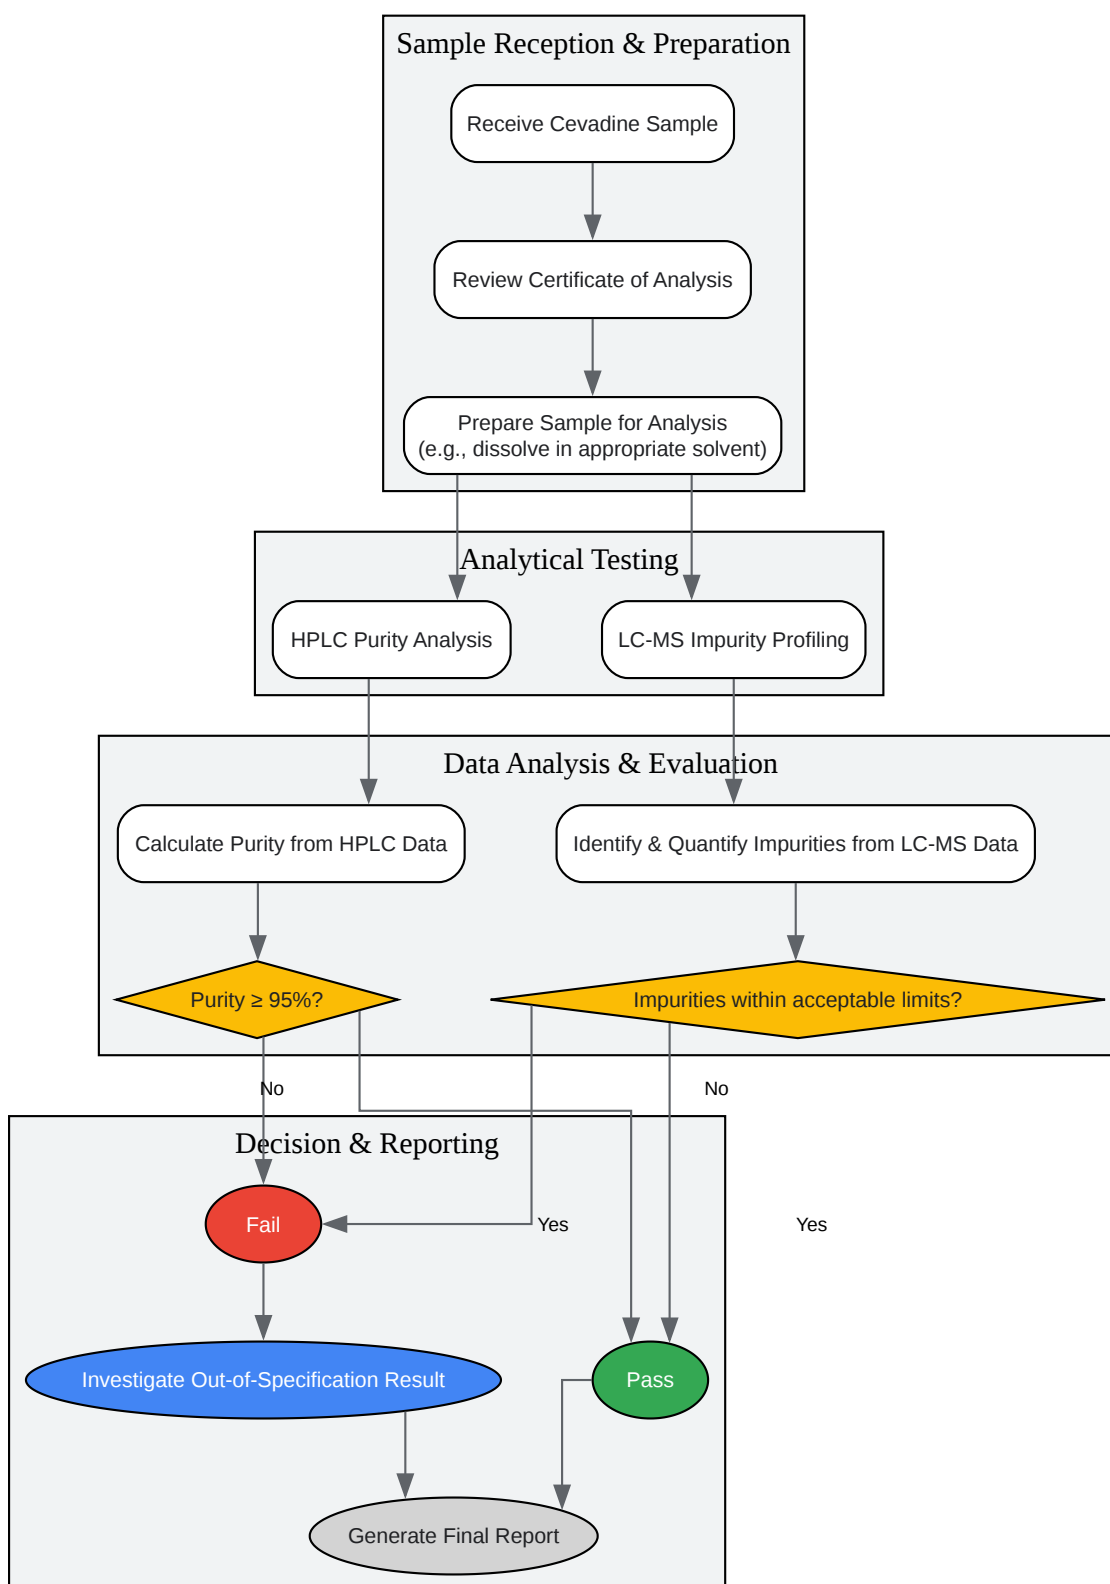 Sample Reception & Preparation
Receive Cevadine Sample
Review Certificate of Analysis
Prepare Sample for Analysis
(e.g., dissolve in appropriate solvent)
Analytical Testing
HPLC Purity Analysis
LC-MS Impurity Profiling
Data Analysis & Evaluation
Calculate Purity from HPLC Data
Identify & Quantify Impurities from LC-MS Data
Purity ≥ 95%?
Impurities within acceptable limits?
No
No
Decision & Reporting
Fail
Yes
Yes
Investigate Out-of-Specification Result
Pass
Generate Final Report